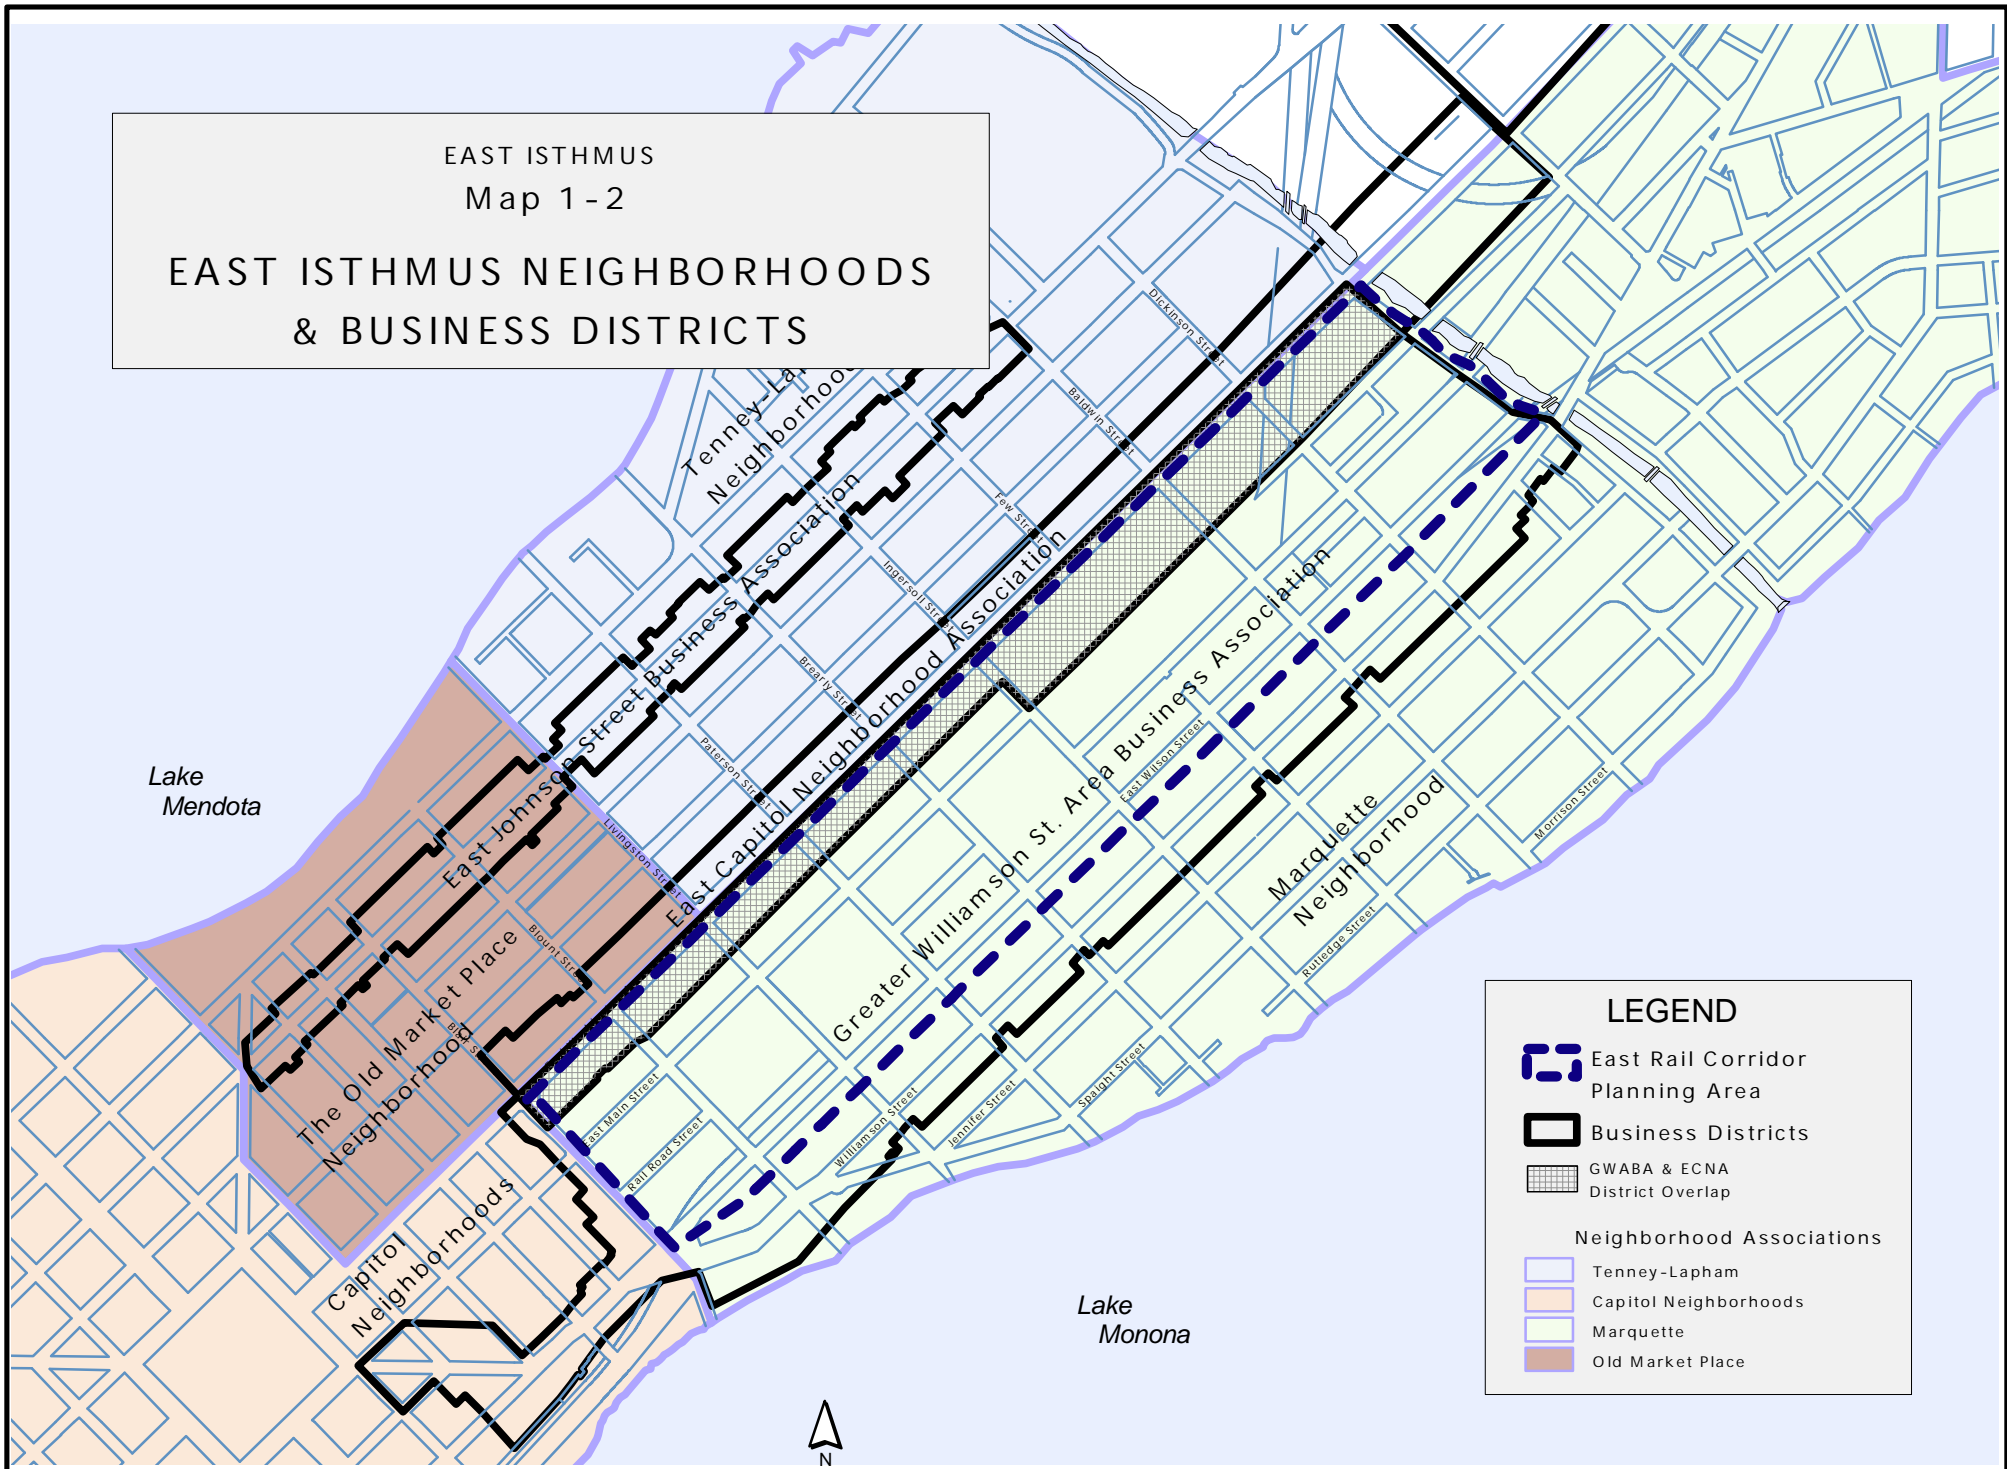 EAST ISTHMUS
Map 1-2
EAST ISTHMUS NEIGHBORHOODS
& BUSINESS DISTRICTS
Neighborhood
Dickinson Street
Baldwin Street
Few Street
Ingersoll Street
Brearly Street
Paterson Street
Livingston Street
Blount Street
East Johnson Street Business Association
East Capitol Neighborhood Association
Greater Williamson St. Area Business Association
East Wilson Street
Marquette
Neighborhood
Morrison Street
Rutledge Street
Spaight Street
Jennifer Street
Williamson Street
East Main Street
Rail Road Street
The Old Market Place
Neighborhood
Capitol
Neighborhoods
Lake
Mendota
Lake
Monona
N
LEGEND
East Rail Corridor
Planning Area
Business Districts
GWABA & ECNA
District Overlap
Neighborhood Associations
Tenney-Lapham
Capitol Neighborhoods
Marquette
Old Market Place